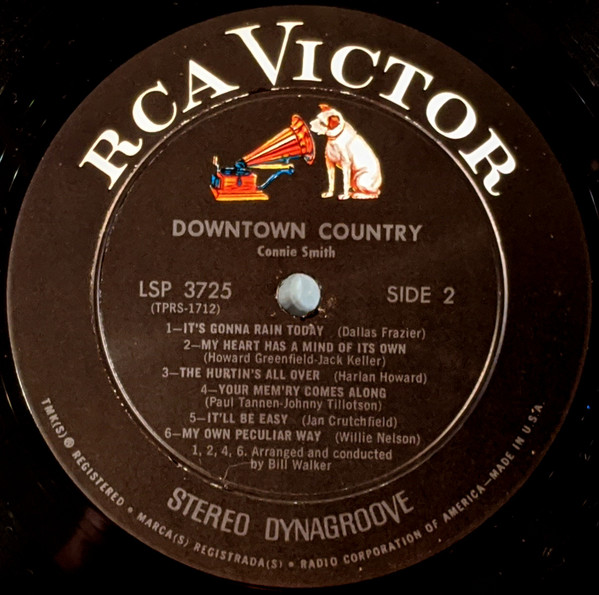 RCA VICTOR
DOWNTOWN COUNTRY
Connie Smith
LSP 3725
(TPRS-1712)
SIDE 2
1—IT'S GONNA RAIN TODAY (Dallas Frazier)
2—MY HEART HAS A MIND OF ITS OWN
(Howard Greenfield-Jack Keller)
3—THE HURTIN'S ALL OVER (Harlan Howard)
4—YOUR MEM'RY COMES ALONG
(Paul Tannen-Johnny Tillotson)
5—IT'LL BE EASY (Jan Crutchfield)
6—MY OWN PECULIAR WAY (Willie Nelson)
1, 2, 4, 6. Arranged and conducted
by Bill Walker
STEREO DYNAGROOVE
TMK(S) ® REGISTERED • MARCA(S) REGISTRADA(S) • RADIO CORPORATION OF AMERICA—MADE IN U.S.A.